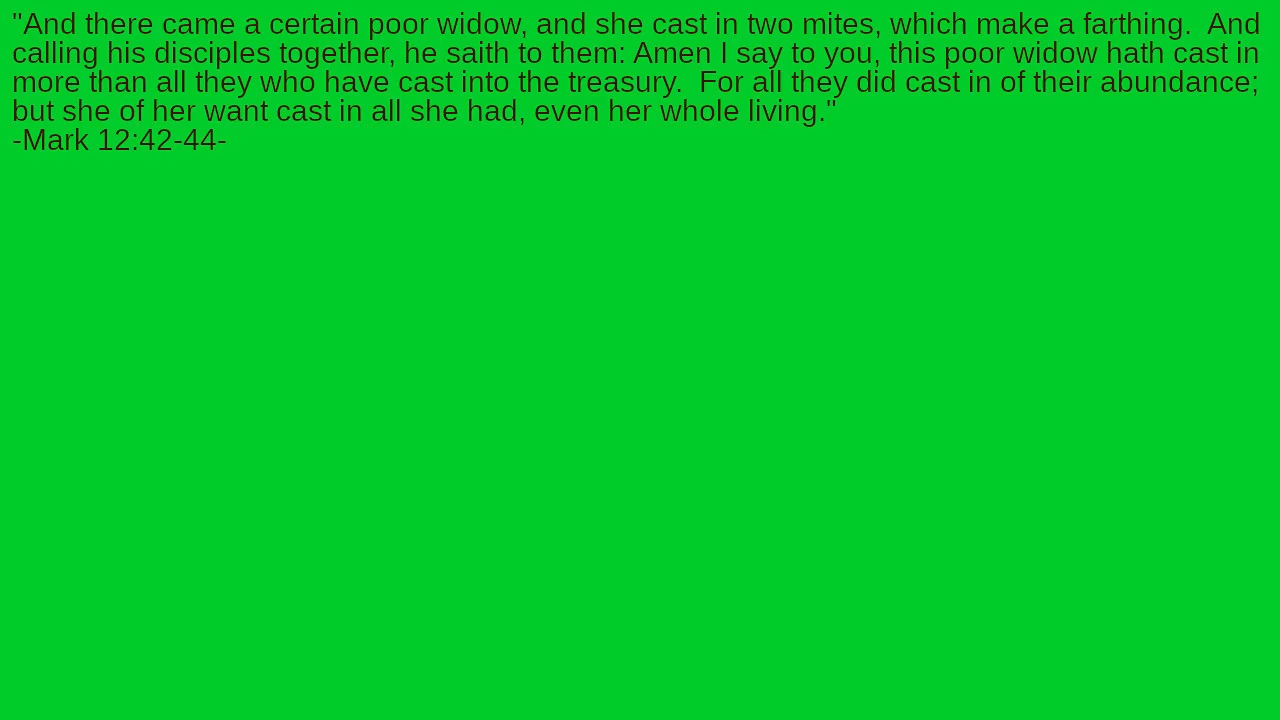 "And there came a certain poor widow, and she cast in two mites, which make a farthing.  And
calling his disciples together, he saith to them: Amen I say to you, this poor widow hath cast in
more than all they who have cast into the treasury.  For all they did cast in of their abundance;
but she of her want cast in all she had, even her whole living."
-Mark 12:42-44-